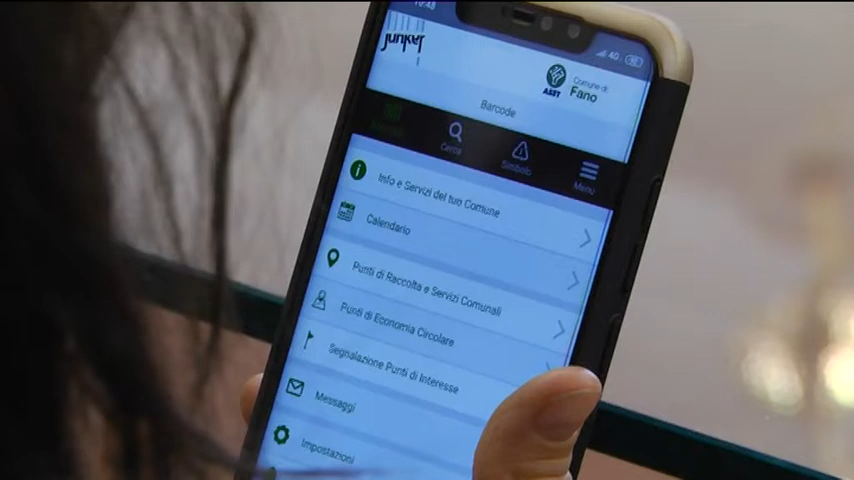 junker
4G
ASET
Comune di
Fano
Barcode
Cerca
Simbolo
Menu
Info e Servizi del tuo Comune
Calendario
Punti di Raccolta e Servizi Comunali
Punti di Economia Circolare
Segnalazione Punti di Interesse
Messaggi
Impostazioni